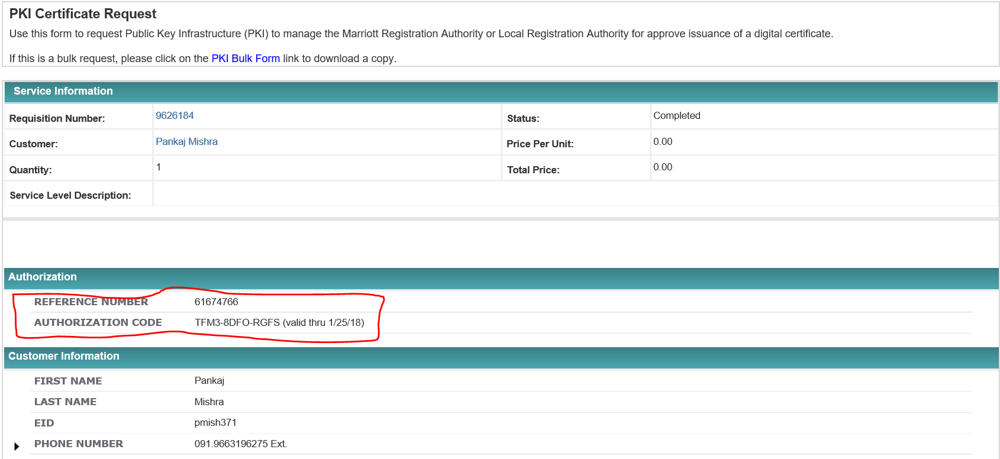 PKI Certificate Request
Use this form to request Public Key Infrastructure (PKI) to manage the Marriott Registration Authority or Local Registration Authority for approve issuance of a digital certificate.
If this is a bulk request, please click on the PKI Bulk Form link to download a copy.
Service Information
Requisition Number: 9626184 Status: Completed
Customer: Pankaj Mishra Price Per Unit: 0.00
Quantity: 1 Total Price: 0.00
Service Level Description:
Authorization
REFERENCE NUMBER 61674766
AUTHORIZATION CODE TFM3-8DFO-RGFS (valid thru 1/25/18)
Customer Information
FIRST NAME Pankaj
LAST NAME Mishra
EID pmish371
PHONE NUMBER 091.9663196275 Ext.